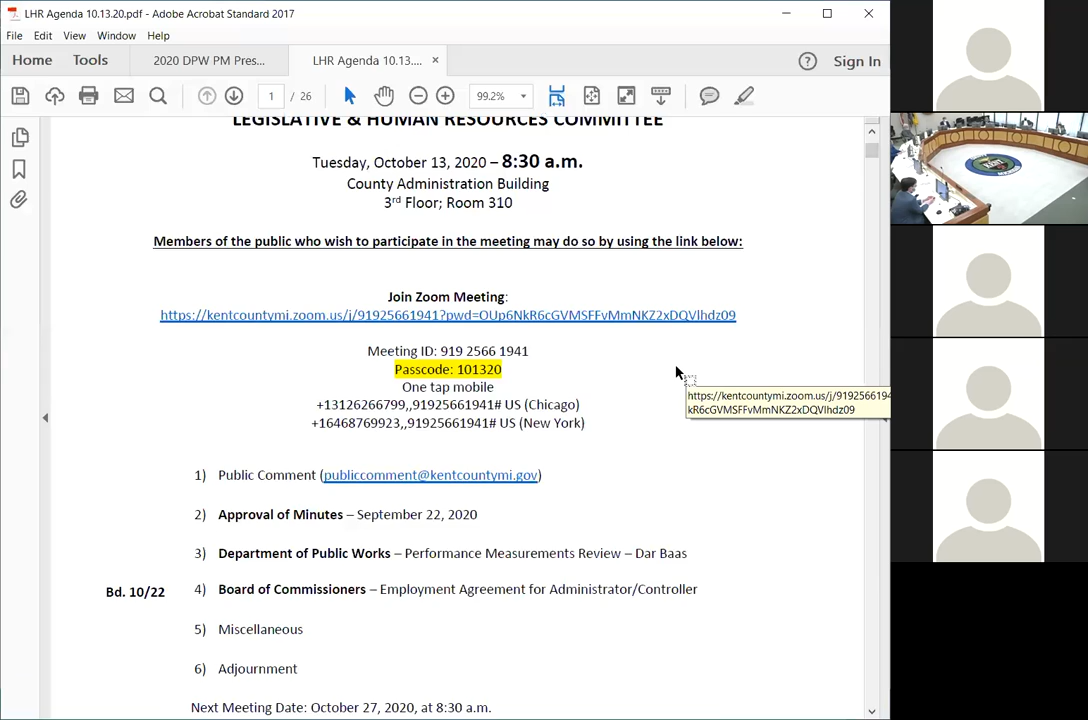 LHR Agenda 10.13.20.pdf - Adobe Acrobat Standard 2017
File Edit View Window Help
Home Tools 2020 DPW PM Pres... LHR Agenda 10.13.... × Sign In
1 / 26 99.2%
LEGISLATIVE & HUMAN RESOURCES COMMITTEE
Tuesday, October 13, 2020 – 8:30 a.m.
County Administration Building
3rd Floor; Room 310
Members of the public who wish to participate in the meeting may do so by using the link below:
Join Zoom Meeting:
https://kentcountymi.zoom.us/j/91925661941?pwd=OUp6NkR6cGVMSFFvMmNKZ2xDQVlhdz09
Meeting ID: 919 2566 1941
Passcode: 101320
One tap mobile
+13126266799,,91925661941# US (Chicago)
+16468769923,,91925661941# US (New York)
https://kentcountymi.zoom.us/j/9192566194
kR6cGVMSFFvMmNKZ2xDQVlhdz09
1) Public Comment (publiccomment@kentcountymi.gov)
2) Approval of Minutes – September 22, 2020
3) Department of Public Works – Performance Measurements Review – Dar Baas
Bd. 10/22 4) Board of Commissioners – Employment Agreement for Administrator/Controller
5) Miscellaneous
6) Adjournment
Next Meeting Date: October 27, 2020, at 8:30 a.m.